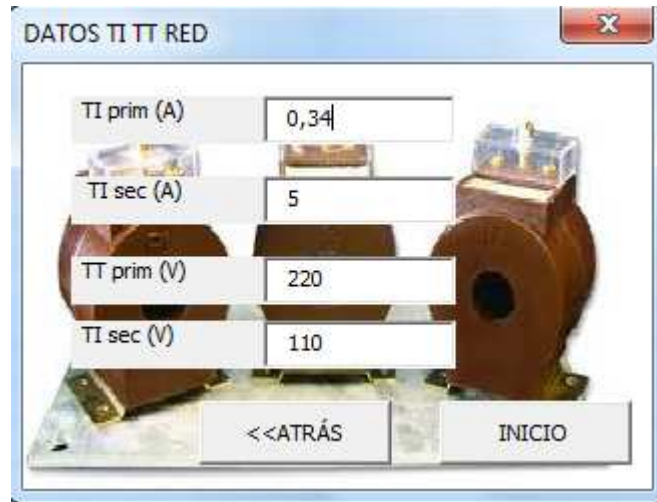 DATOS TI TT RED
TI prim (A)
0,34
TI sec (A)
5
TT prim (V)
220
TI sec (V)
110
<<ATRÁS
INICIO